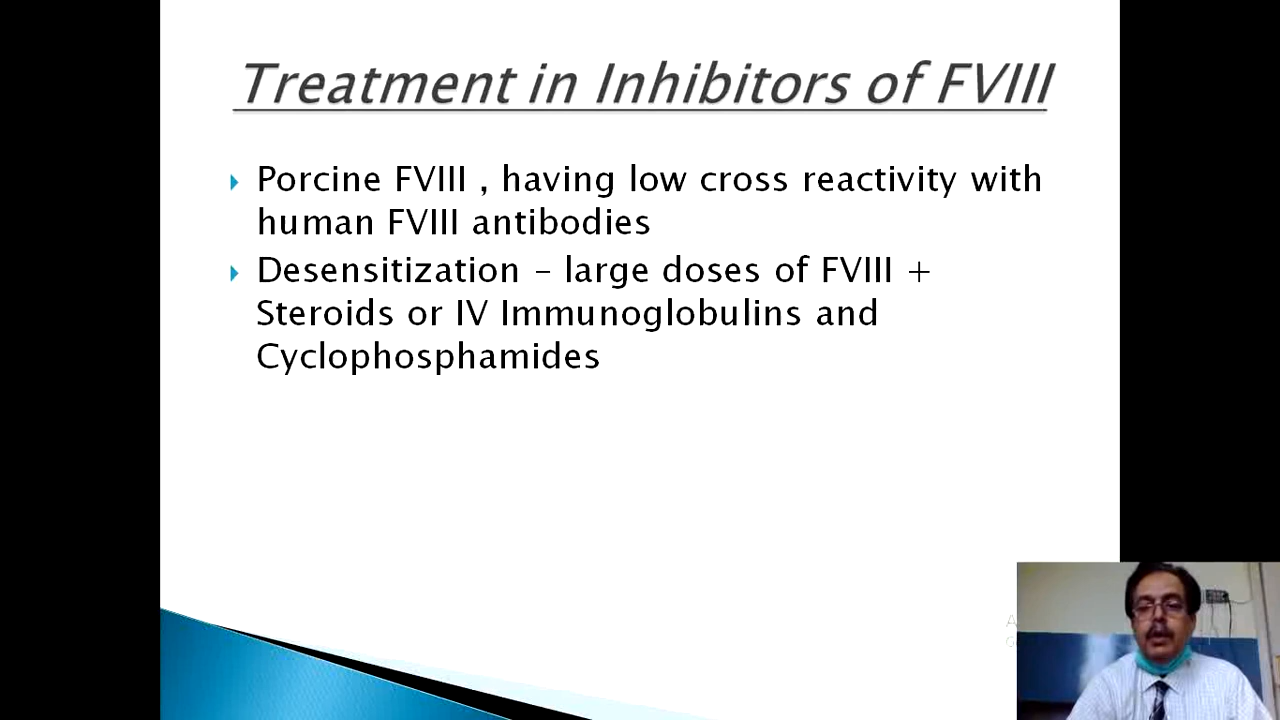 Treatment in Inhibitors of FVIII
Porcine FVIII , having low cross reactivity with
human FVIII antibodies
Desensitization – large doses of FVIII +
Steroids or IV Immunoglobulins and
Cyclophosphamides